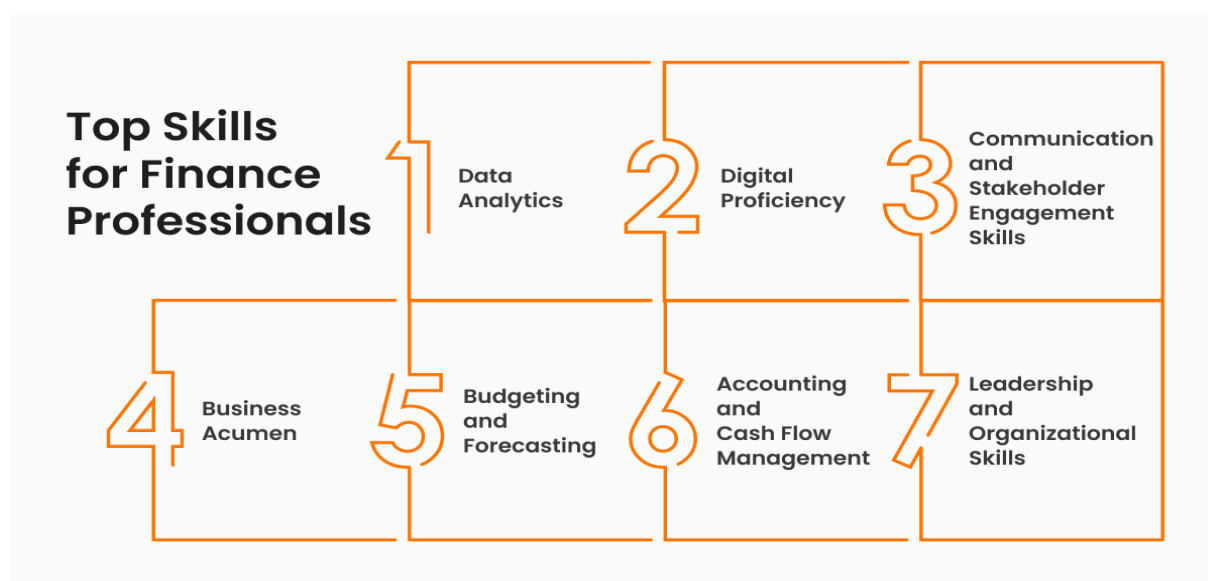 Top Skills
for Finance
Professionals
1
Data
Analytics
2
Digital
Proficiency
3
Communication
and
Stakeholder
Engagement
Skills
4
Business
Acumen
5
Budgeting
and
Forecasting
6
Accounting
and
Cash Flow
Management
7
Leadership
and
Organizational
Skills